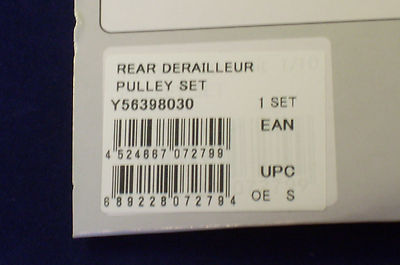 REAR DERAILLEUR
PULLEY SET
Y56398030 1 SET
EAN
4 524667 072799
UPC
6 89228 07279 4
OE S